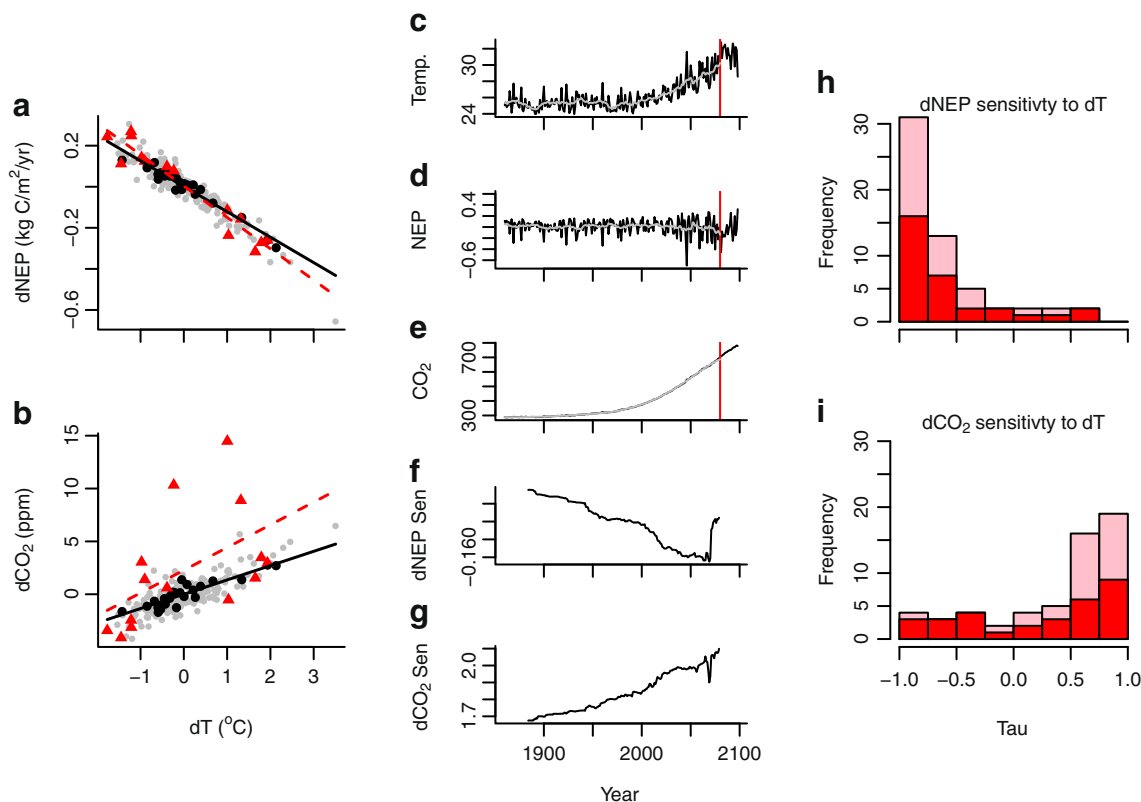 a
dNEP (kg C/m²/yr)
0.2
−0.2
−0.6
b
dCO₂ (ppm)
15
10
5
0
−1 0 1 2 3
dT (°C)
c
Temp.
30
24
d
NEP
0.4
−0.6
e
CO₂
700
300
f
dNEP Sen
−0.160
g
dCO₂ Sen
2.0
1.7
1900 2000 2100
Year
h
dNEP sensitivty to dT
Frequency
30
20
10
5
0
i
dCO₂ sensitivty to dT
Frequency
30
20
10
5
0
−1.0 −0.5 0.0 0.5 1.0
Tau